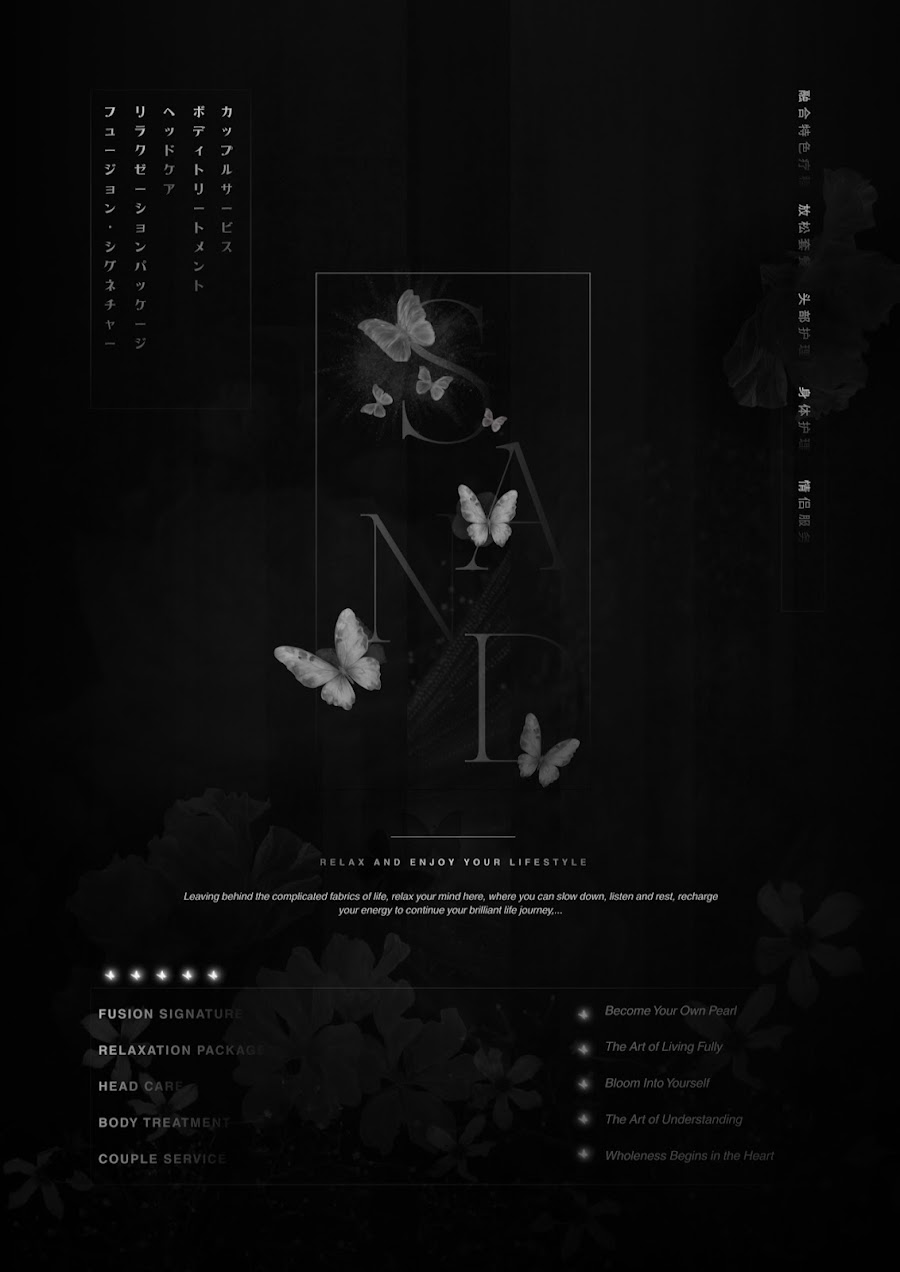 カップルサービス
ボディトリートメント
ヘッドケア
リラクゼーションパッケージ
フュージョン・シグネチャー
融合特色疗
放松套
头部护理
身体护理
情侣服务
S
A
N
D
RELAX AND ENJOY YOUR LIFESTYLE
Leaving behind the complicated fabrics of life, relax your mind here, where you can slow down, listen and rest, recharge
your energy to continue your brilliant life journey,...
FUSION SIGNATURE
RELAXATION PACKAGE
HEAD CARE
BODY TREATMENT
COUPLE SERVICE
Become Your Own Pearl
The Art of Living Fully
Bloom Into Yourself
The Art of Understanding
Wholeness Begins in the Heart